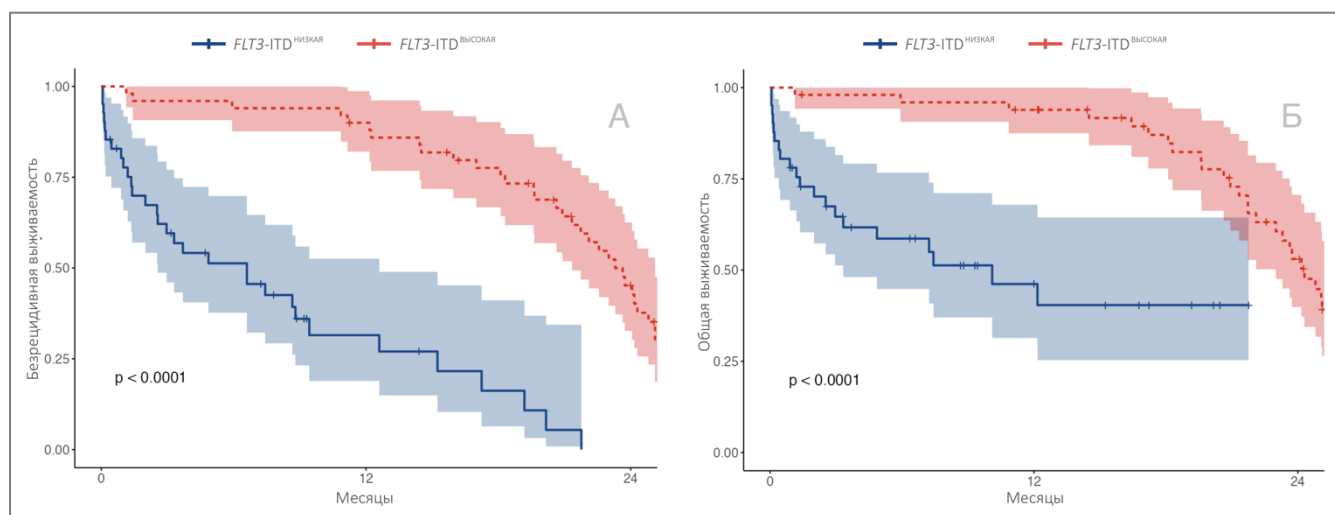 FLT3-ITDНИЗКАЯ FLT3-ITDВЫСОКАЯ
А
Безрецидивная выживаемость
1.00
0.75
0.50
0.25
0.00
p < 0.0001
0 12 24
Месяцы
FLT3-ITDНИЗКАЯ FLT3-ITDВЫСОКАЯ
Б
Общая выживаемость
1.00
0.75
0.50
0.25
0.00
p < 0.0001
0 12 24
Месяцы